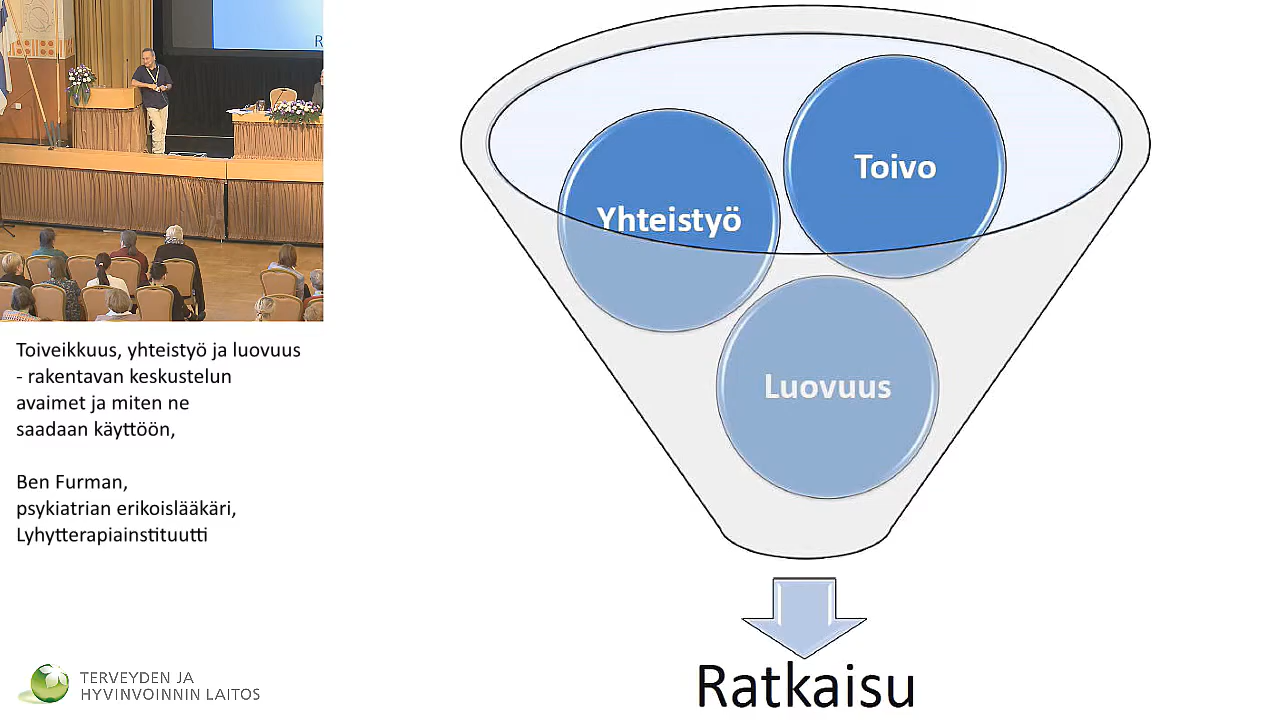 Toiveikkuus, yhteistyö ja luovuus
- rakentavan keskustelun
avaimet ja miten ne
saadaan käyttöön,
Ben Furman,
psykiatrian erikoislääkäri,
Lyhytterapiainstituutti
TERVEYDEN JA
HYVINVOINNIN LAITOS
R
Toivo
Yhteistyö
Luovuus
Ratkaisu